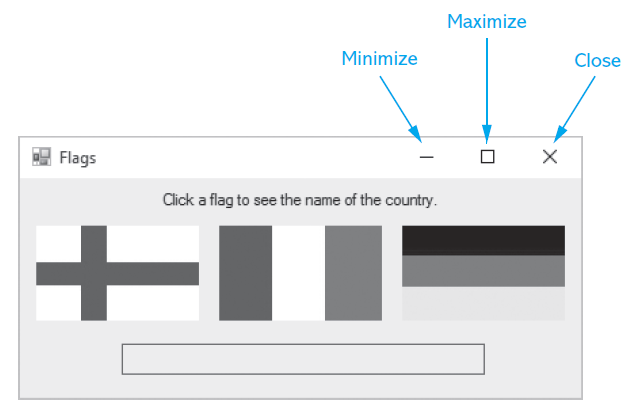 Maximize
Minimize
Close
Flags
Click a flag to see the name of the country.